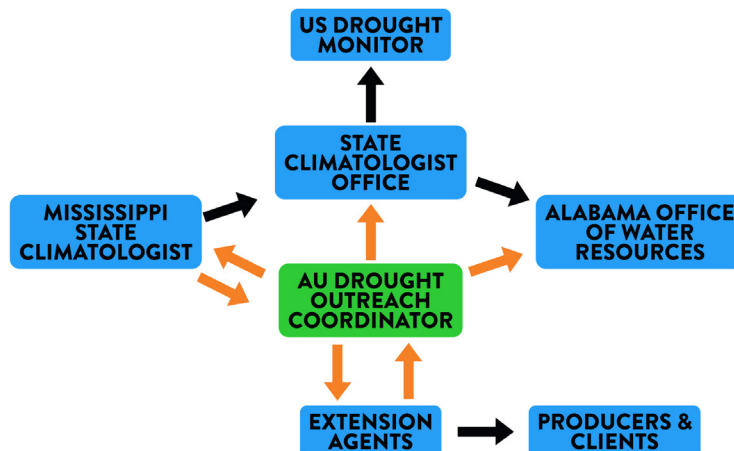 US DROUGHT
MONITOR
STATE
CLIMATOLOGIST
OFFICE
MISSISSIPPI
STATE
CLIMATOLOGIST
ALABAMA OFFICE
OF WATER
RESOURCES
AU DROUGHT
OUTREACH
COORDINATOR
EXTENSION
AGENTS
PRODUCERS &
CLIENTS